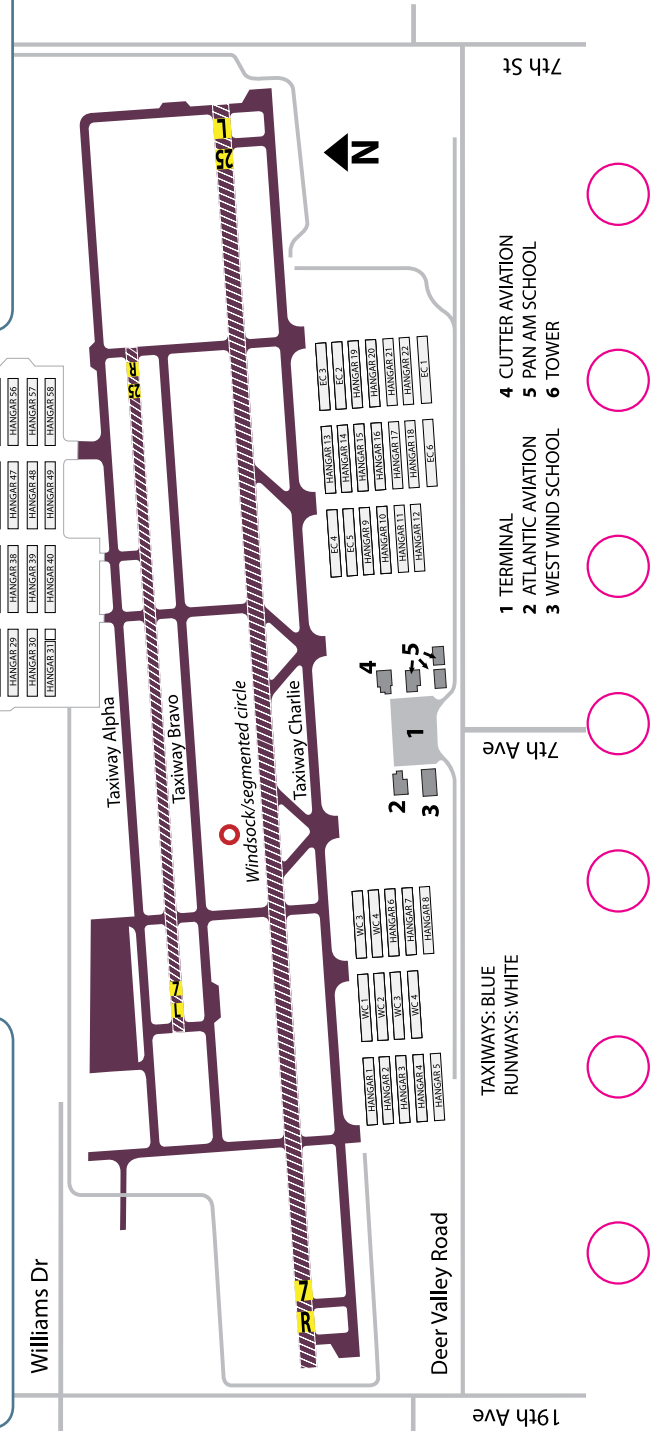 7th St
N
25 L
25 R
HANGAR 56
HANGAR 57
HANGAR 58
HANGAR 47
HANGAR 48
HANGAR 49
HANGAR 38
HANGAR 39
HANGAR 40
HANGAR 29
HANGAR 30
HANGAR 31
EC 3
EC 2
HANGAR 19
HANGAR 20
HANGAR 21
HANGAR 22
EC 1
HANGAR 13
HANGAR 14
HANGAR 15
HANGAR 16
HANGAR 17
HANGAR 18
EC 6
EC 4
EC 5
HANGAR 9
HANGAR 10
HANGAR 11
HANGAR 12
Taxiway Alpha
Taxiway Bravo
Windsock/segmented circle
Taxiway Charlie
4
5
1
2
3
7th Ave
1 TERMINAL
2 ATLANTIC AVIATION
3 WEST WIND SCHOOL
4 CUTTER AVIATION
5 PAN AM SCHOOL
6 TOWER
WC 3
WC 4
HANGAR 6
HANGAR 7
HANGAR 8
WC 1
WC 2
WC 3
WC 4
HANGAR 1
HANGAR 2
HANGAR 3
HANGAR 4
HANGAR 5
L 7
R 7
TAXIWAYS: BLUE
RUNWAYS: WHITE
Williams Dr
Deer Valley Road
19th Ave